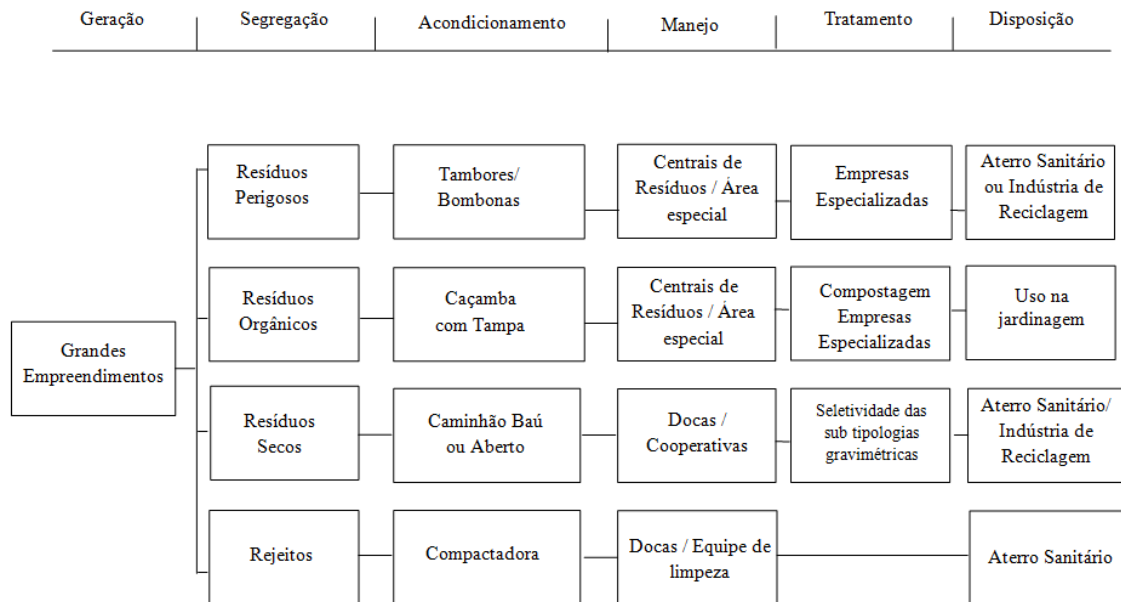 Geração
Segregação
Acondicionamento
Manejo
Tratamento
Disposição
Grandes
Empreendimentos
Resíduos
Perigosos
Tambores/
Bombonas
Centrais de
Resíduos / Área
especial
Empresas
Especializadas
Aterro Sanitário
ou Indústria de
Reciclagem
Resíduos
Orgânicos
Caçamba
com Tampa
Centrais de
Resíduos / Área
especial
Compostagem
Empresas
Especializadas
Uso na
jardinagem
Resíduos
Secos
Caminhão Baú
ou Aberto
Docas /
Cooperativas
Seletividade das
sub tipologias
gravimétricas
Aterro Sanitário/
Indústria de
Reciclagem
Rejeitos
Compactadora
Docas / Equipe de
limpeza
Aterro Sanitário